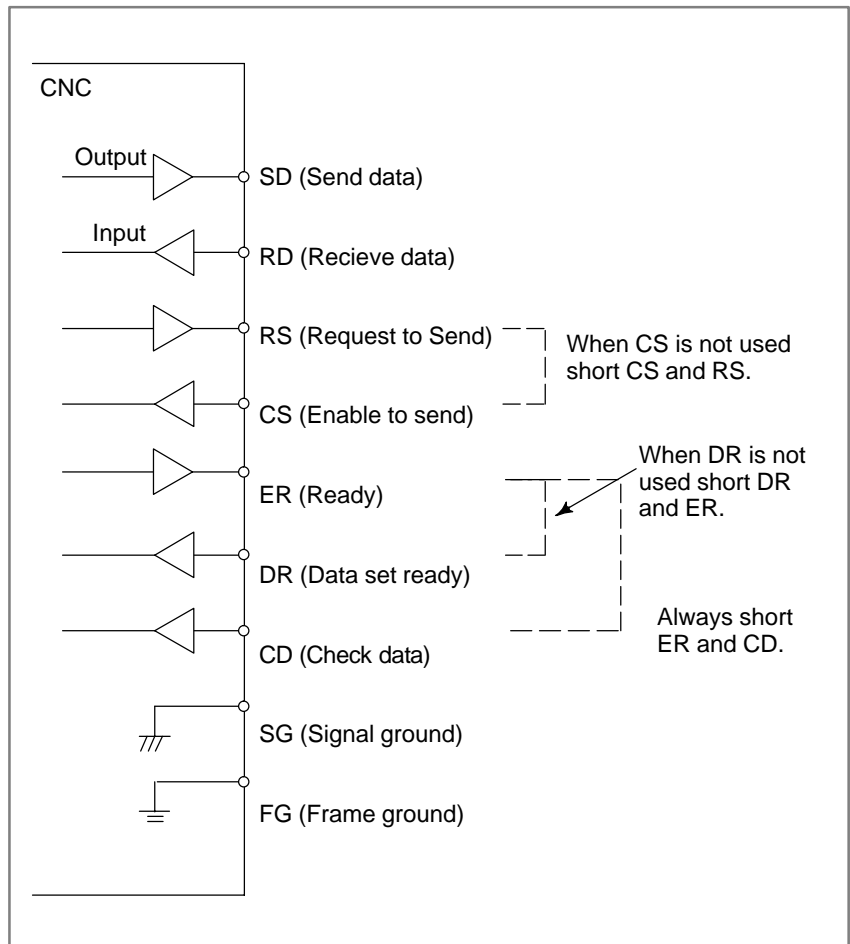 CNC
Output
SD (Send data)
Input
RD (Recieve data)
RS (Request to Send)
When CS is not used
short CS and RS.
CS (Enable to send)
When DR is not
used short DR
and ER.
ER (Ready)
DR (Data set ready)
Always short
ER and CD.
CD (Check data)
SG (Signal ground)
FG (Frame ground)